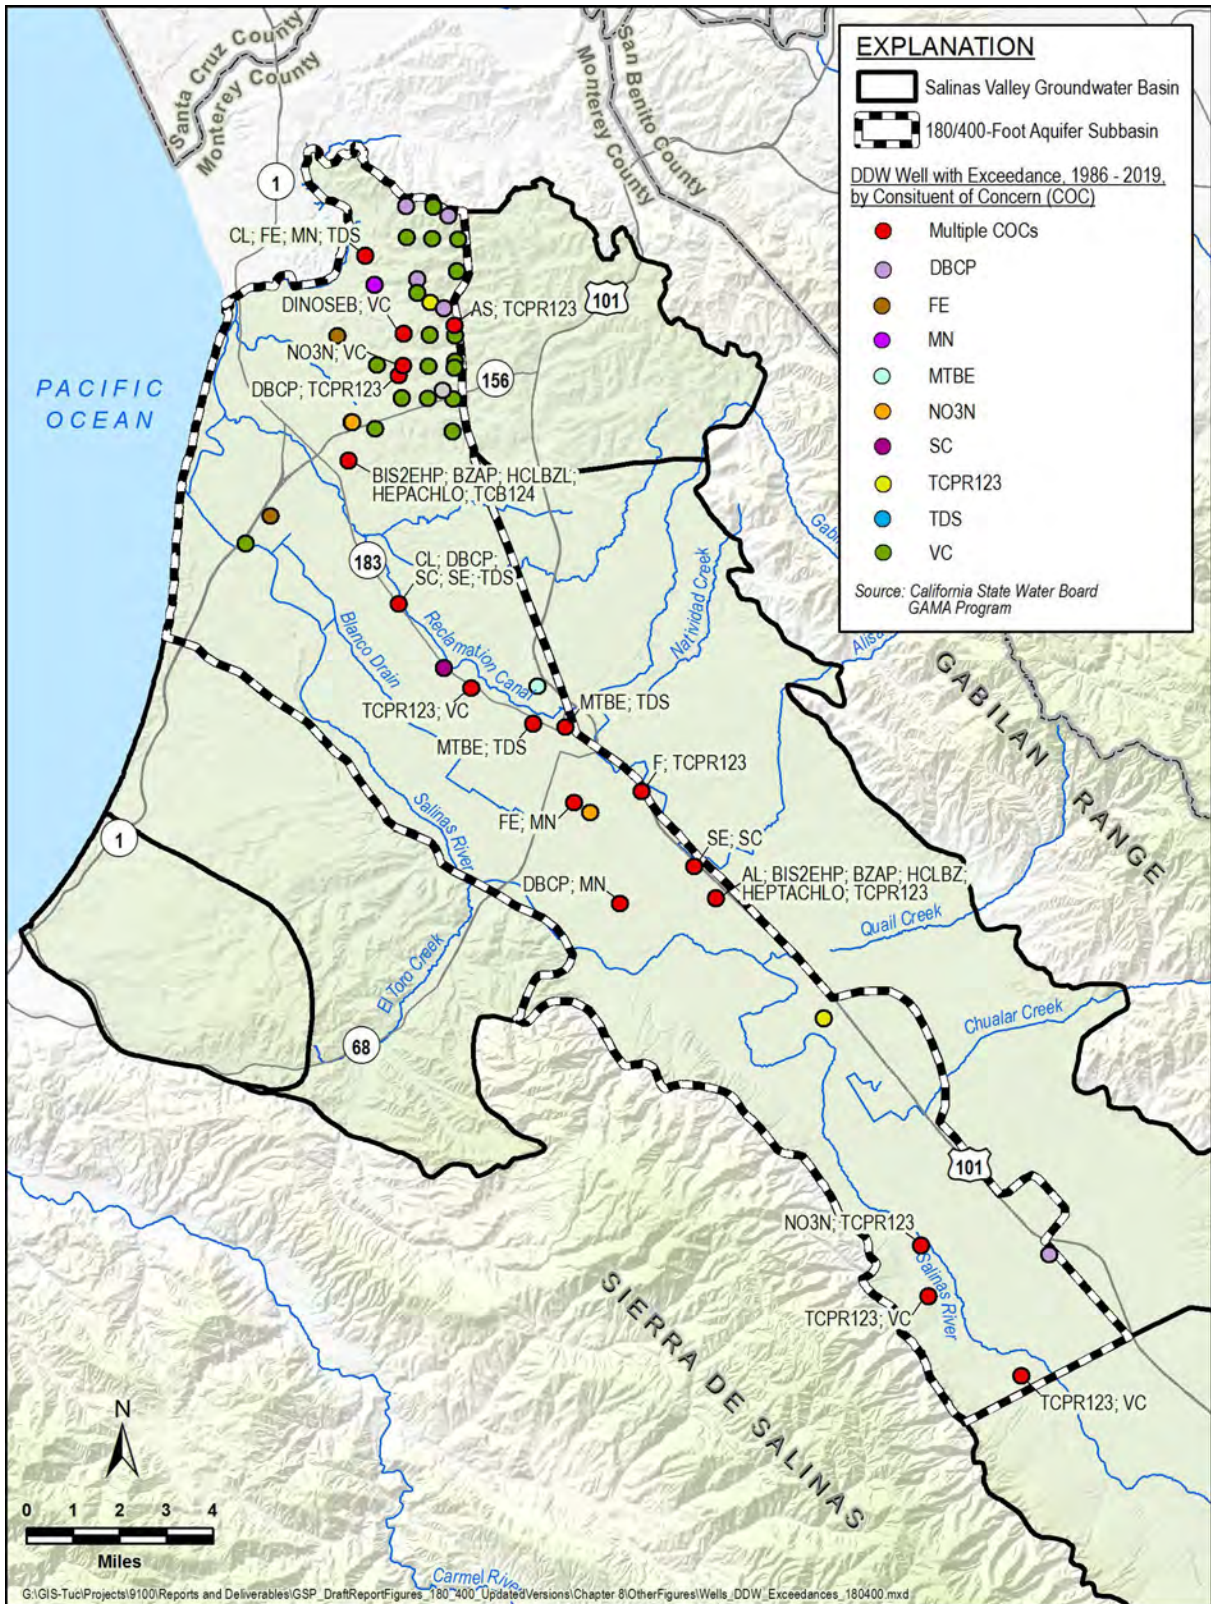 Santa Cruz County
Monterey County
San Benito County
Monterey County
EXPLANATION
Salinas Valley Groundwater Basin
180/400-Foot Aquifer Subbasin
DDW Well with Exceedance, 1986 - 2019,
by Consituent of Concern (COC)
Multiple COCs
DBCP
FE
MN
MTBE
NO3N
SC
TCPR123
TDS
VC
Source: California State Water Board
GAMA Program
1
CL; FE; MN; TDS
101
DINOSEB; VC
AS; TCPR123
NO3N; VC
156
DBCP; TCPR123
PACIFIC
OCEAN
BIS2EHP; BZAP; HCLBZL;
HEPACHLO; TCB124
183
CL; DBCP;
SC; SE; TDS
Natividad Creek
Blanco Drain
Reclamation Canal
GABILAN
RANGE
TCPR123; VC
MTBE; TDS
MTBE; TDS
F; TCPR123
Salinas River
FE; MN
1
SE; SC
AL; BIS2EHP; BZAP; HCLBZ;
HEPTACHLO; TCPR123
DBCP; MN
Quail Creek
El Toro Creek
Chualar Creek
68
101
NO3N; TCPR123
Salinas River
TCPR123; VC
SIERRA DE SALINAS
TCPR123; VC
N
0 1 2 3 4
Miles
G:\GIS-Tuc\Projects\9100\Reports and Deliverables\GSP_DraftReportFigures_180_400_UpdatedVersions\Chapter 8\OtherFigures\Wells_DDW_Exceedances_180400.mxd